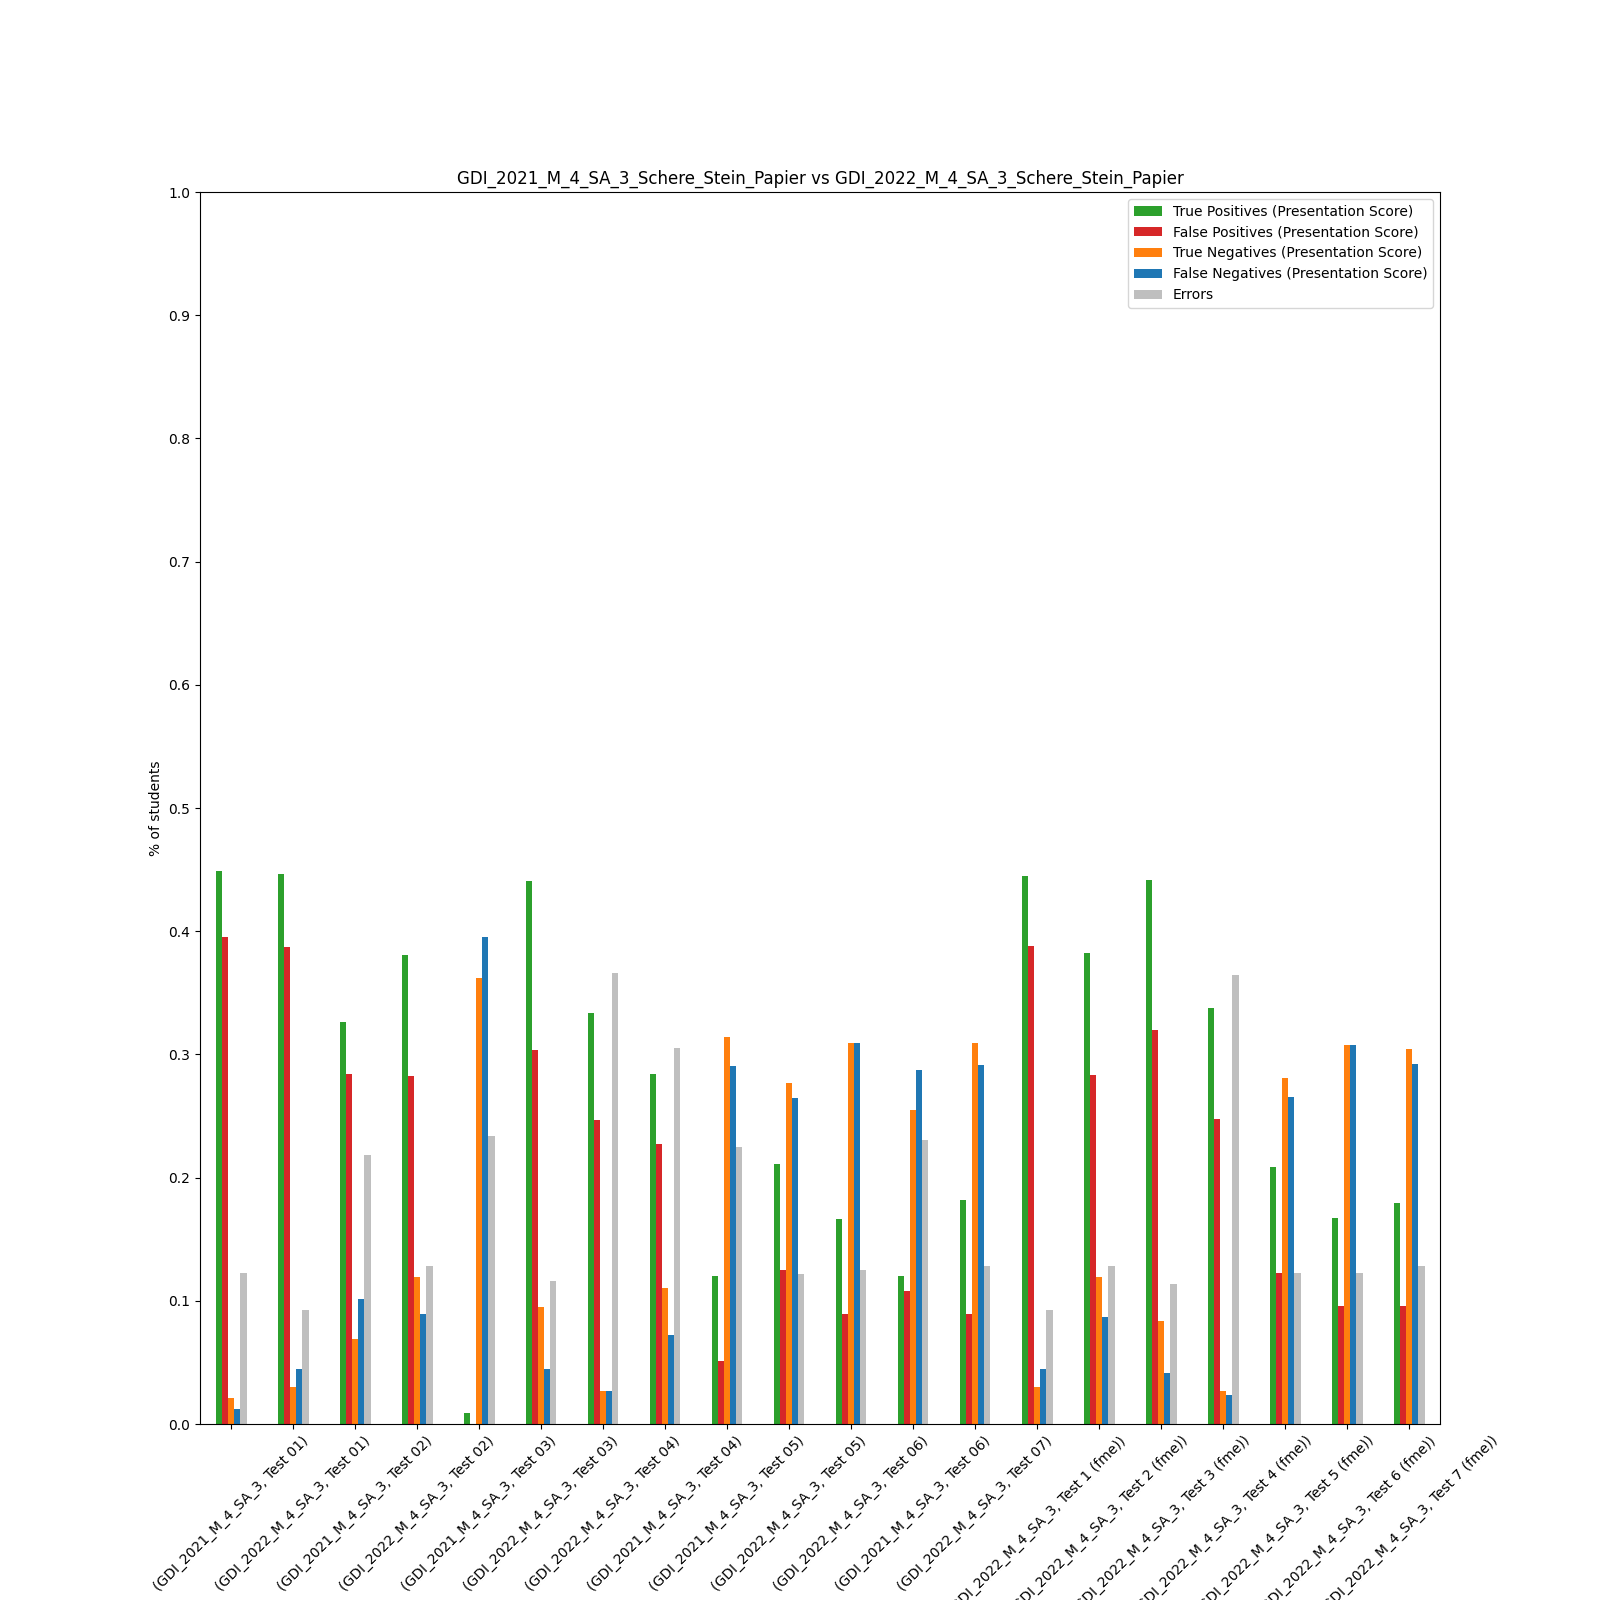 GDI_2021_M_4_SA_3_Schere_Stein_Papier vs GDI_2022_M_4_SA_3_Schere_Stein_Papier
True Positives (Presentation Score)
False Positives (Presentation Score)
True Negatives (Presentation Score)
False Negatives (Presentation Score)
Errors
1.0
0.9
0.8
0.7
0.6
0.5
0.4
0.3
0.2
0.1
0.0
% of students
(GDI_2021_M_4_SA_3, Test 01)
(GDI_2022_M_4_SA_3, Test 01)
(GDI_2021_M_4_SA_3, Test 02)
(GDI_2022_M_4_SA_3, Test 02)
(GDI_2021_M_4_SA_3, Test 03)
(GDI_2022_M_4_SA_3, Test 03)
(GDI_2022_M_4_SA_3, Test 04)
(GDI_2021_M_4_SA_3, Test 04)
(GDI_2021_M_4_SA_3, Test 05)
(GDI_2022_M_4_SA_3, Test 05)
(GDI_2022_M_4_SA_3, Test 06)
(GDI_2021_M_4_SA_3, Test 06)
(GDI_2022_M_4_SA_3, Test 07)
GDI_2022_M_4_SA_3, Test 1 (fme))
GDI_2022_M_4_SA_3, Test 2 (fme))
GDI_2022_M_4_SA_3, Test 3 (fme))
GDI_2022_M_4_SA_3, Test 4 (fme))
GDI_2022_M_4_SA_3, Test 5 (fme))
GDI_2022_M_4_SA_3, Test 6 (fme))
GDI_2022_M_4_SA_3, Test 7 (fme))